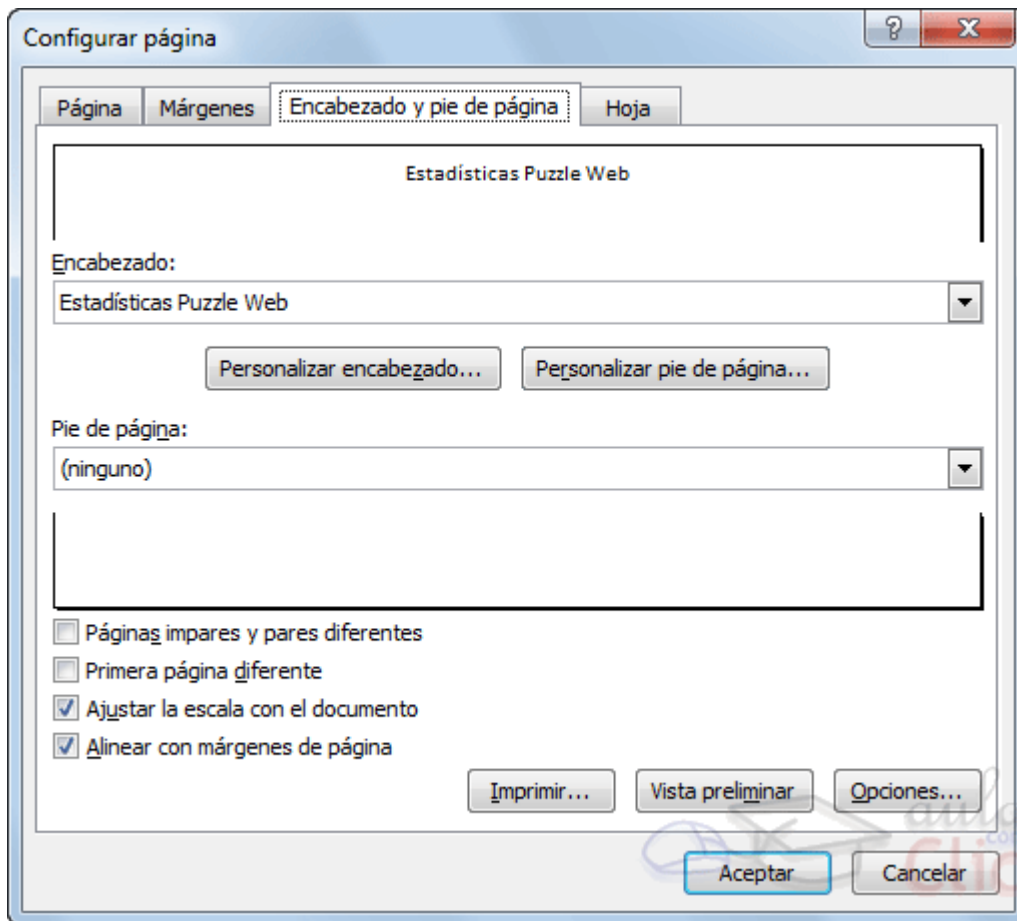 Configurar página
Página Márgenes Encabezado y pie de página Hoja
Estadísticas Puzzle Web
Encabezado:
Estadísticas Puzzle Web
Personalizar encabezado... Personalizar pie de página...
Pie de página:
(ninguno)
Páginas impares y pares diferentes
Primera página diferente
Ajustar la escala con el documento
Alinear con márgenes de página
Imprimir... Vista preliminar Opciones...
aula
Clic
Aceptar Cancelar